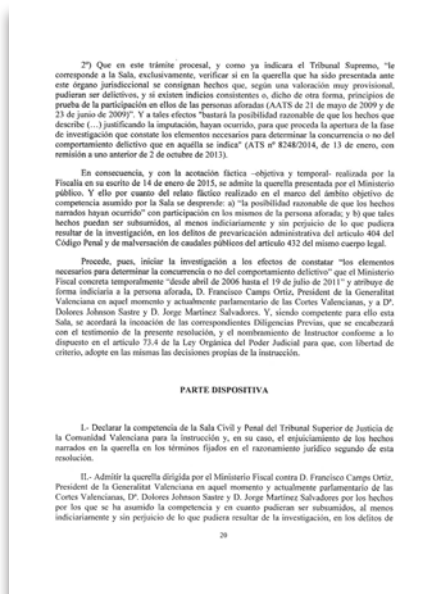 2º) Que en este trámite procesal, y como ya indicara el Tribunal Supremo, "le
corresponde a la Sala, exclusivamente, verificar si en la querella que ha sido presentada ante
este órgano jurisdiccional se consignan hechos que, según una valoración muy provisional,
pudieran ser delictivos, y si existen indicios consistentes o, dicho de otra forma, principios de
prueba de la participación en ellos de las personas aforadas (AATS de 21 de mayo de 2009 y de
23 de junio de 2009)". Y a tales efectos "bastará la posibilidad razonable de que los hechos que
describe (...) justificando la imputación, hayan ocurrido, para que proceda la apertura de la fase
de investigación que constate los elementos necesarios para determinar la concurrencia o no del
comportamiento delictivo que en aquélla se indica" (ATS nº 8248/2014, de 13 de enero, con
remisión a uno anterior de 2 de octubre de 2013).
En consecuencia, y con la acotación fáctica -objetiva y temporal- realizada por la
Fiscalía en su escrito de 14 de enero de 2015, se admite la querella presentada por el Ministerio
público. Y ello por cuanto del relato fáctico realizado en el marco del ámbito objetivo de
competencia asumido por la Sala se desprende: a) "la posibilidad razonable de que los hechos
narrados hayan ocurrido" con participación en los mismos de la persona aforada; y b) que tales
hechos puedan ser subsumidos, al menos indiciariamente y sin perjuicio de lo que pudiera
resultar de la investigación, en los delitos de prevaricación administrativa del artículo 404 del
Código Penal y de malversación de caudales públicos del artículo 432 del mismo cuerpo legal.
Procede, pues, iniciar la investigación a los efectos de constatar "los elementos
necesarios para determinar la concurrencia o no del comportamiento delictivo" que el Ministerio
Fiscal concreta temporalmente "desde abril de 2006 hasta el 19 de julio de 2011" y atribuye de
forma indiciaria a la persona aforada, D. Francisco Camps Ortiz, President de la Generalitat
Valenciana en aquel momento y actualmente parlamentario de las Cortes Valencianas, y a Dª.
Dolores Johnson Sastre y D. Jorge Martínez Salvadores. Y, siendo competente para ello esta
Sala, se acordará la incoación de las correspondientes Diligencias Previas, que se encabezará
con el testimonio de la presente resolución, y el nombramiento de Instructor conforme a lo
dispuesto en el artículo 73.4 de la Ley Orgánica del Poder Judicial para que, con libertad de
criterio, adopte en las mismas las decisiones propias de la instrucción.
PARTE DISPOSITIVA
I.- Declarar la competencia de la Sala Civil y Penal del Tribunal Superior de Justicia de
la Comunidad Valenciana para la instrucción y, en su caso, el enjuiciamiento de los hechos
narrados en la querella en los términos fijados en el razonamiento jurídico segundo de esta
resolución.
II.- Admitir la querella dirigida por el Ministerio Fiscal contra D. Francisco Camps Ortiz,
President de la Generalitat Valenciana en aquel momento y actualmente parlamentario de las
Cortes Valencianas, Dª. Dolores Johnson Sastre y D. Jorge Martínez Salvadores por los hechos
por los que se ha asumido la competencia y en cuanto pudieran ser subsumidos, al menos
indiciariamente y sin perjuicio de lo que pudiera resultar de la investigación, en los delitos de
20